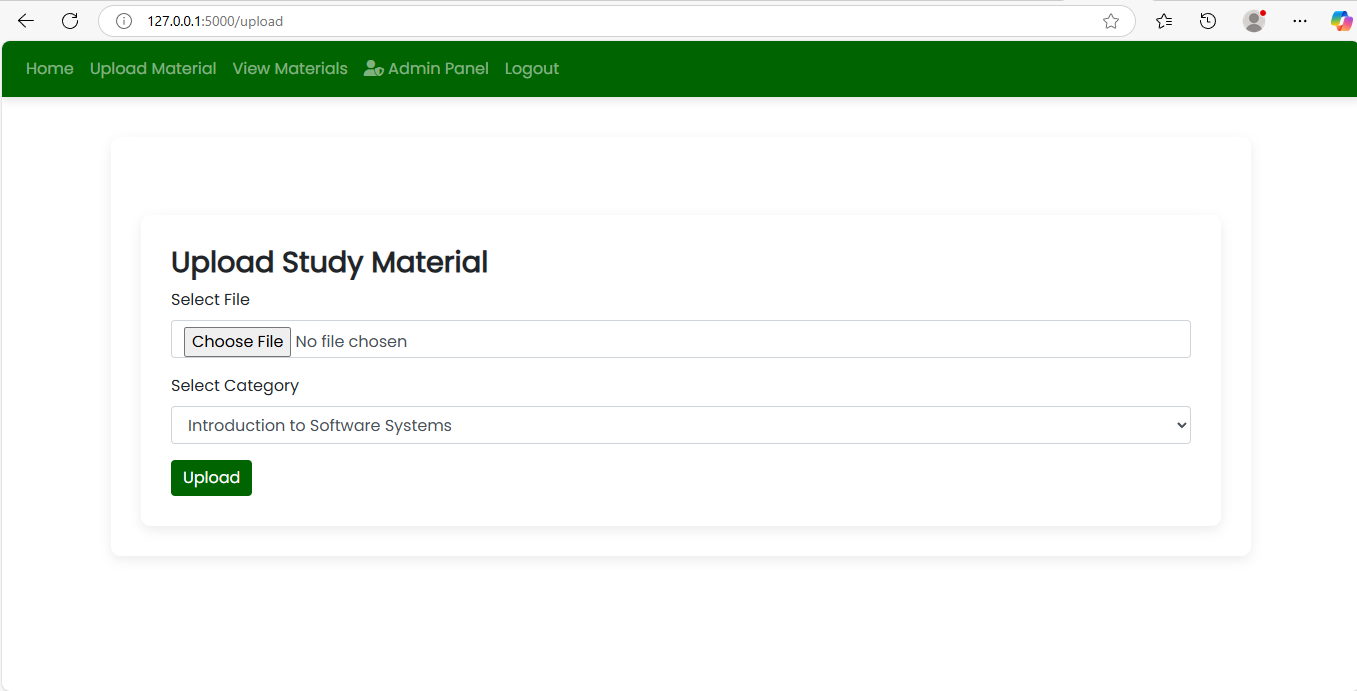 127.0.0.1:5000/upload
Home Upload Material View Materials Admin Panel Logout
Upload Study Material
Select File
Choose File No file chosen
Select Category
Introduction to Software Systems
Upload